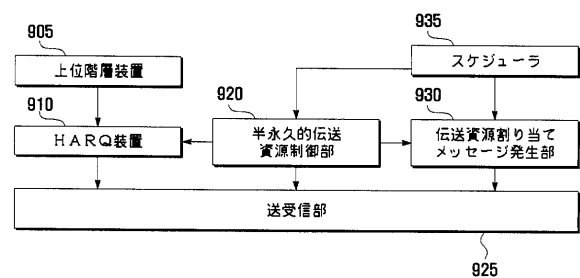 905
上位階層装置
935
スケジューラ
910
HARQ装置
920
半永久的伝送
資源制御部
930
伝送資源割り当て
メッセージ発生部
送受信部
925